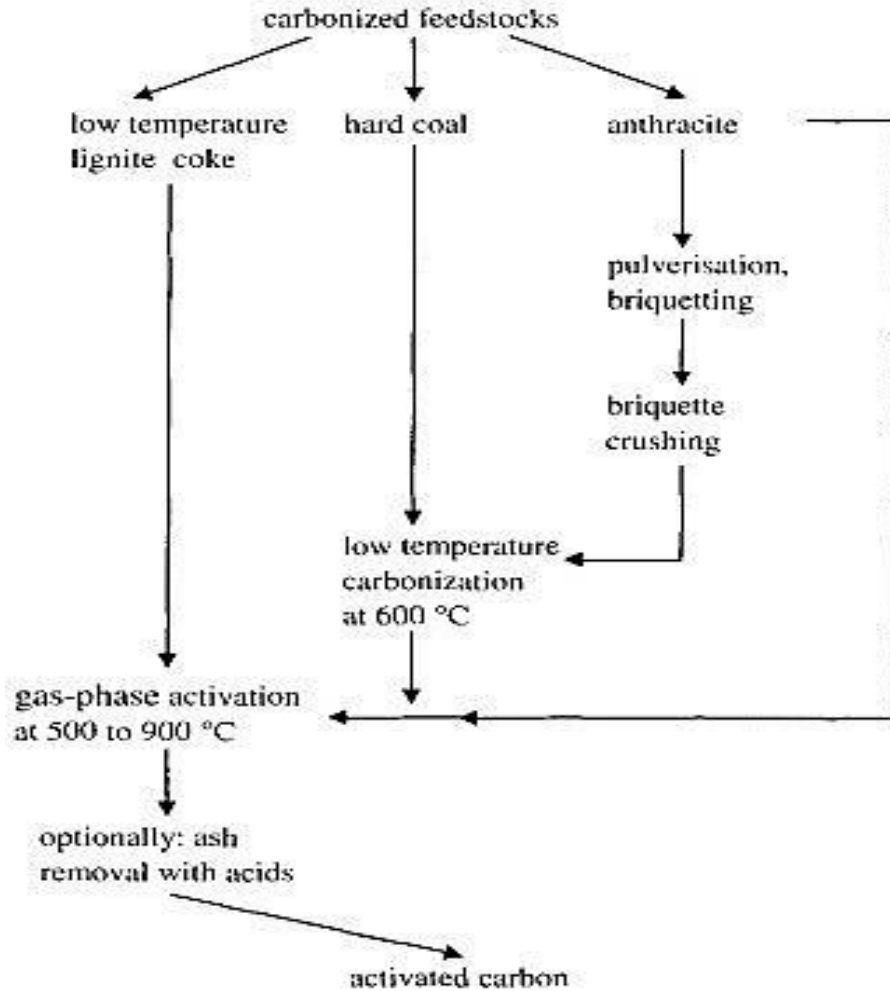 carbonized feedstocks
low temperature
lignite coke
hard coal
anthracite
pulverisation,
briquetting
briquette
crushing
low temperature
carbonization
at 600 °C
gas-phase activation
at 500 to 900 °C
optionally: ash
removal with acids
activated carbon